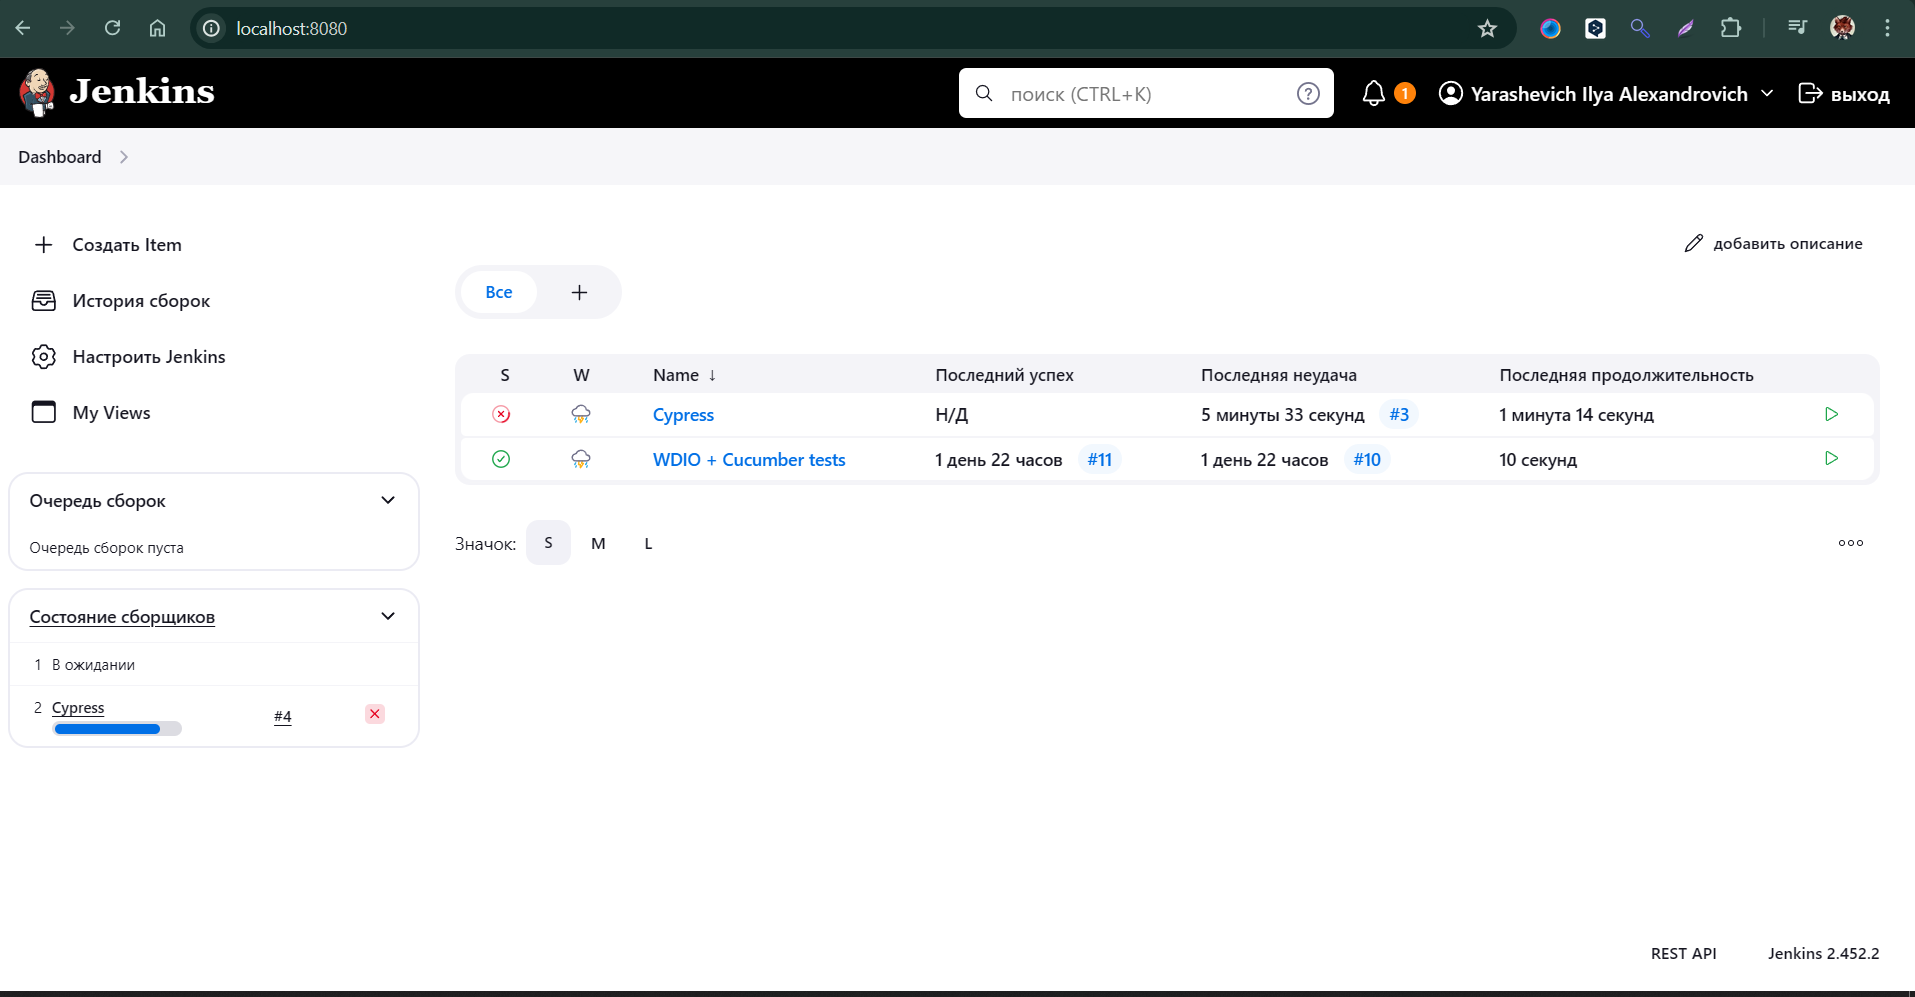 localhost:8080
Jenkins
поиск (CTRL+K)
1
Yarashevich Ilya Alexandrovich
выход
Dashboard
Создать Item
История сборок
Настроить Jenkins
My Views
Очередь сборок
Очередь сборок пуста
Состояние сборщиков
1 В ожидании
2 Cypress #4
добавить описание
Все
S W Name ↓ Последний успех Последняя неудача Последняя продолжительность
Cypress Н/Д 5 минуты 33 секунд #3 1 минута 14 секунд
WDIO + Cucumber tests 1 день 22 часов #11 1 день 22 часов #10 10 секунд
Значок: S M L
REST API
Jenkins 2.452.2